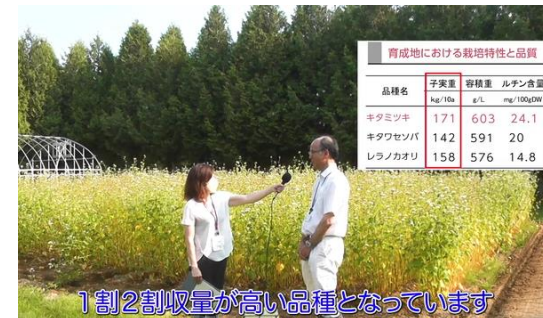 育成地における栽培特性と品質
品種名 子実重 容積重 ルチン含量
kg/10a g/L mg/100gDW
キタミツキ 171 603 24.1
キタワセソバ 142 591 20
レラノカオリ 158 576 14.8
1割2割収量が高い品種となっています